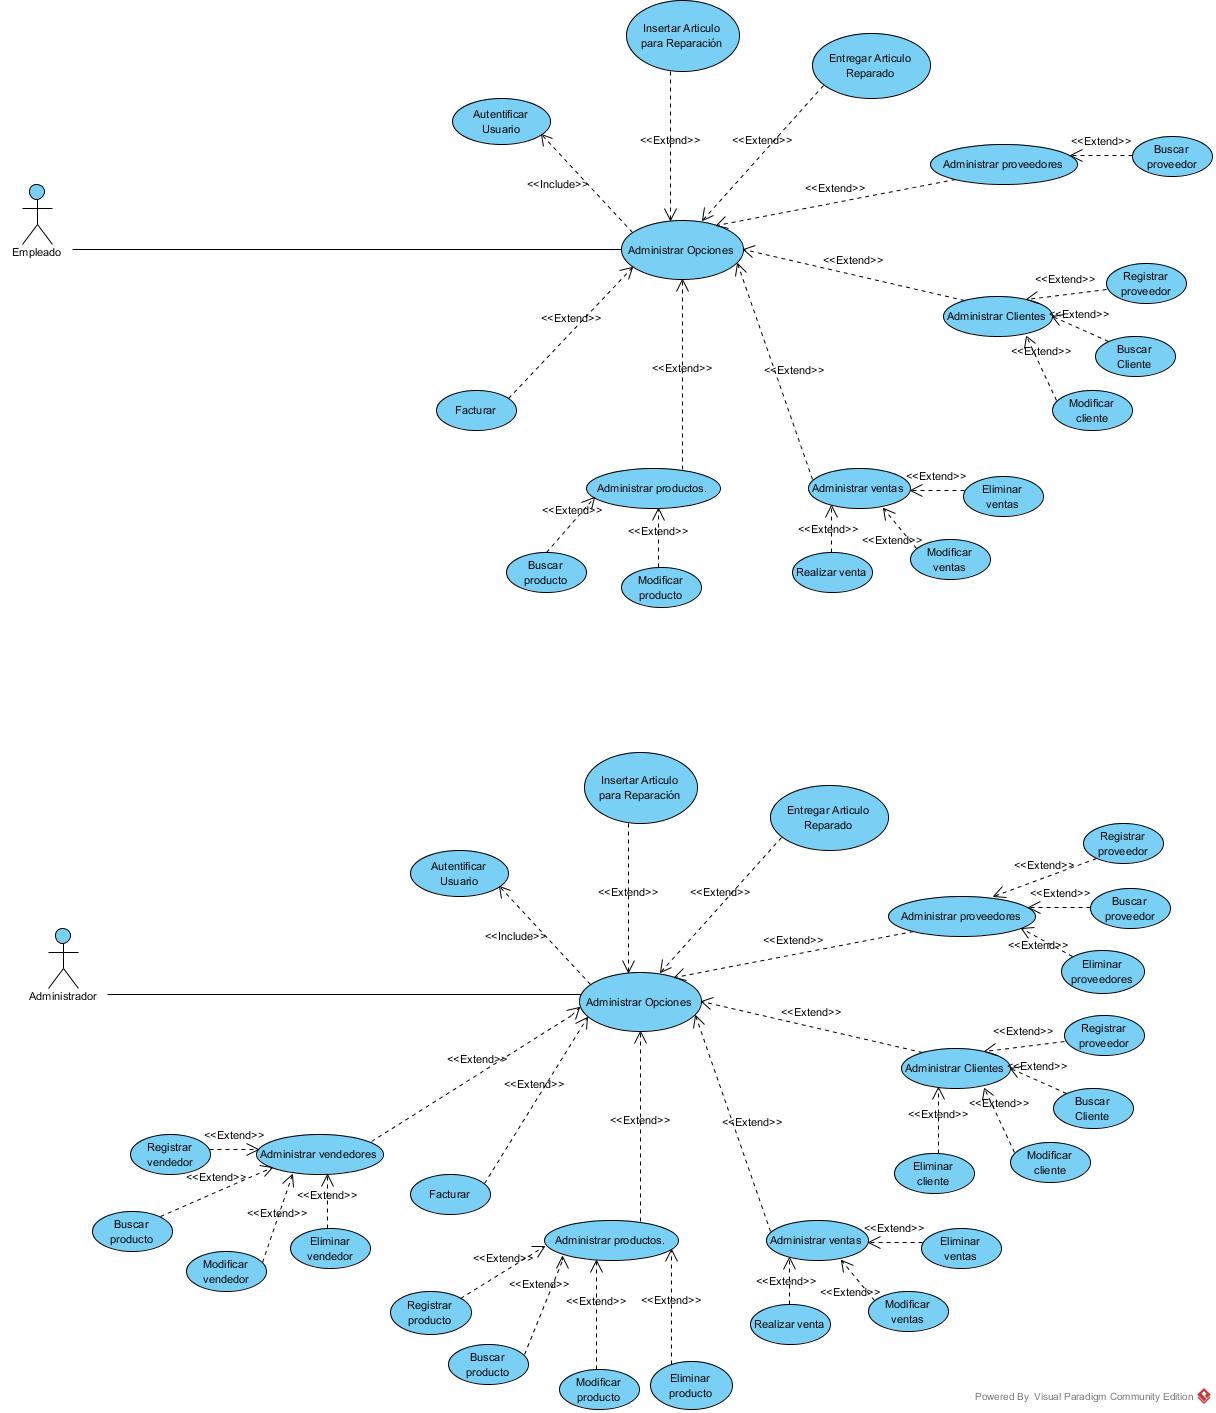 Insertar Articulo
para Reparación
Entregar Articulo
Reparado
Autentificar
Usuario
<<Extend>>
<<Extend>>
<<Extend>>
Buscar
proveedor
Administrar proveedores
<<Include>>
<<Extend>>
Empleado
Administrar Opciones
<<Extend>>
<<Extend>>
Registrar
proveedor
Administrar Clientes
<<Extend>>
<<Extend>>
<<Extend>>
Buscar
Cliente
<<Extend>>
<<Extend>>
Facturar
Modificar
cliente
Administrar productos.
Administrar ventas
<<Extend>>
Eliminar
ventas
<<Extend>>
<<Extend>>
<<Extend>>
<<Extend>>
Buscar
producto
Modificar
producto
Realizar venta
Modificar
ventas
Insertar Articulo
para Reparación
Entregar Articulo
Reparado
Registrar
proveedor
Autentificar
Usuario
<<Extend>>
<<Extend>>
<<Extend>>
<<Extend>>
Buscar
proveedor
Administrar proveedores
<<Include>>
<<Extend>>
<<Extend>>
Eliminar
proveedores
Administrador
Administrar Opciones
<<Extend>>
<<Extend>>
Registrar
proveedor
Administrar Clientes
<<Extend>>
<<Extend>>
<<Extend>>
<<Extend>>
<<Extend>>
Buscar
Cliente
<<Extend>>
<<Extend>>
Registrar
vendedor
<<Extend>>
Administrar vendedores
Modificar
cliente
Eliminar
cliente
<<Extend>>
<<Extend>>
<<Extend>>
Facturar
Buscar
producto
Modificar
vendedor
Eliminar
vendedor
Administrar productos.
Administrar ventas
<<Extend>>
Eliminar
ventas
<<Extend>>
<<Extend>>
<<Extend>>
<<Extend>>
<<Extend>>
<<Extend>>
Registrar
producto
Buscar
producto
Modificar
producto
Eliminar
producto
Realizar venta
Modificar
ventas
Powered By Visual Paradigm Community Edition